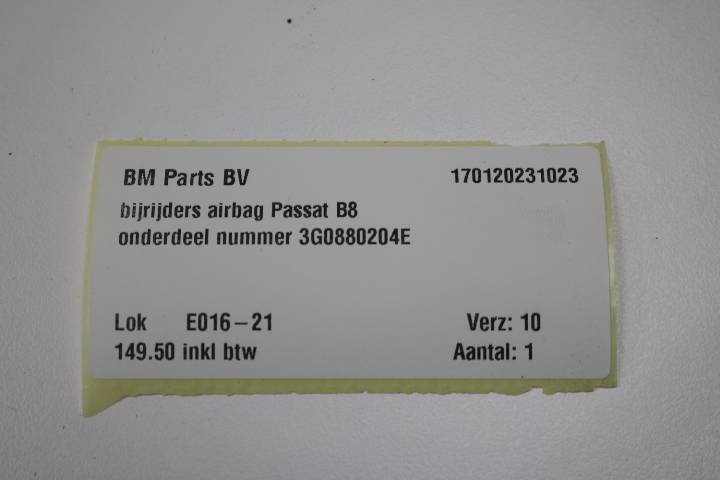 BM Parts BV 170120231023
bijrijders airbag Passat B8
onderdeel nummer 3G0880204E
Lok E016-21 Verz: 10
149.50 inkl btw Aantal: 1